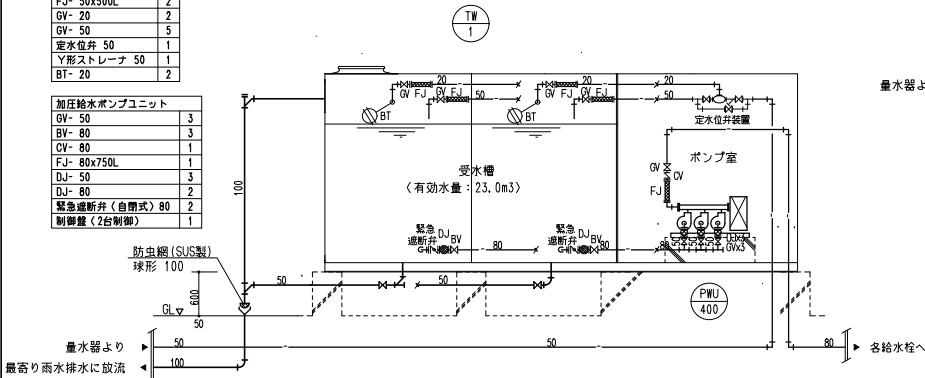 FJ- 50x500L 2
GV- 20 2
GV- 50 5
定水位弁 50 1
Y形ストレーナ 50 1
BT- 20 2
加圧給水ポンプユニット
GV- 50 3
BV- 80 3
CV- 80 1
FJ- 80x750L 1
DJ- 50 3
DJ- 80 2
緊急遮断弁(自閉式) 80 2
制御盤(2台制御) 1
TW
1
量水器よ
20
20
20
GV FJ
GV FJ
GV FJ
GV FJ
50
50
50
BT
BT
定水位弁装置
ポンプ室
GV
CV
FJ
受水槽
(有効水量:23.0m3)
100
緊急
遮断弁
DJ
BV
80
緊急
遮断弁
DJ
BV
80
50
50
50
DJx3
GVx3
防虫網(SUS製)
球形 100
600
GL
50
50
50
PWU
400
量水器より
50
50
80
各給水栓へ
最寄り雨水排水に放流
100